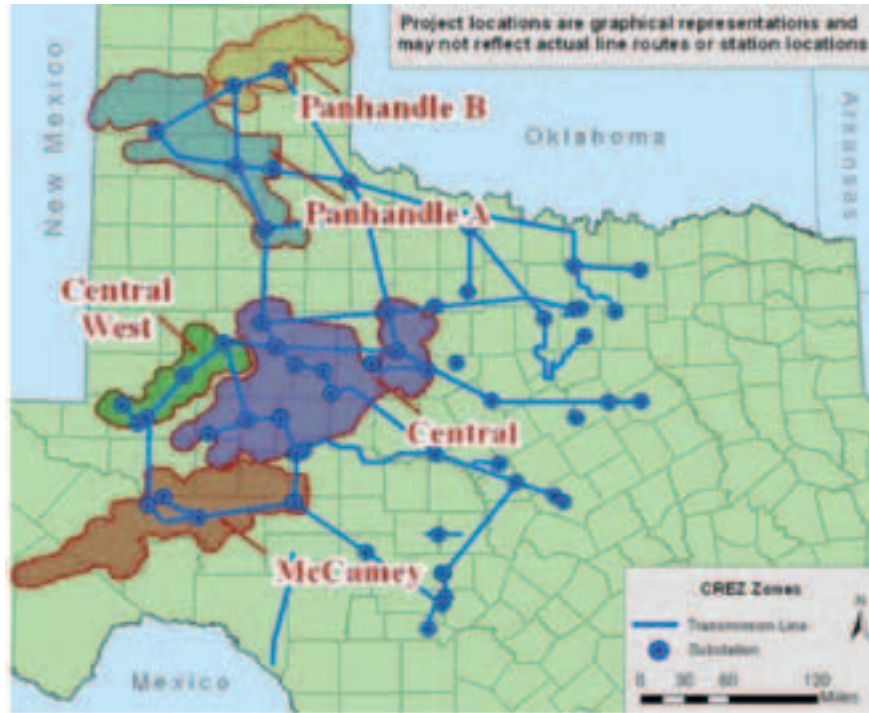 Project locations are graphical representations and
may not reflect actual line routes or station locations
New Mexico
Panhandle B
Oklahoma
Arkansas
Panhandle A
Central
West
Central
McCamey
Mexico
CREZ Zones
Transmission Line
Substation
N
0 30 60 120
Miles